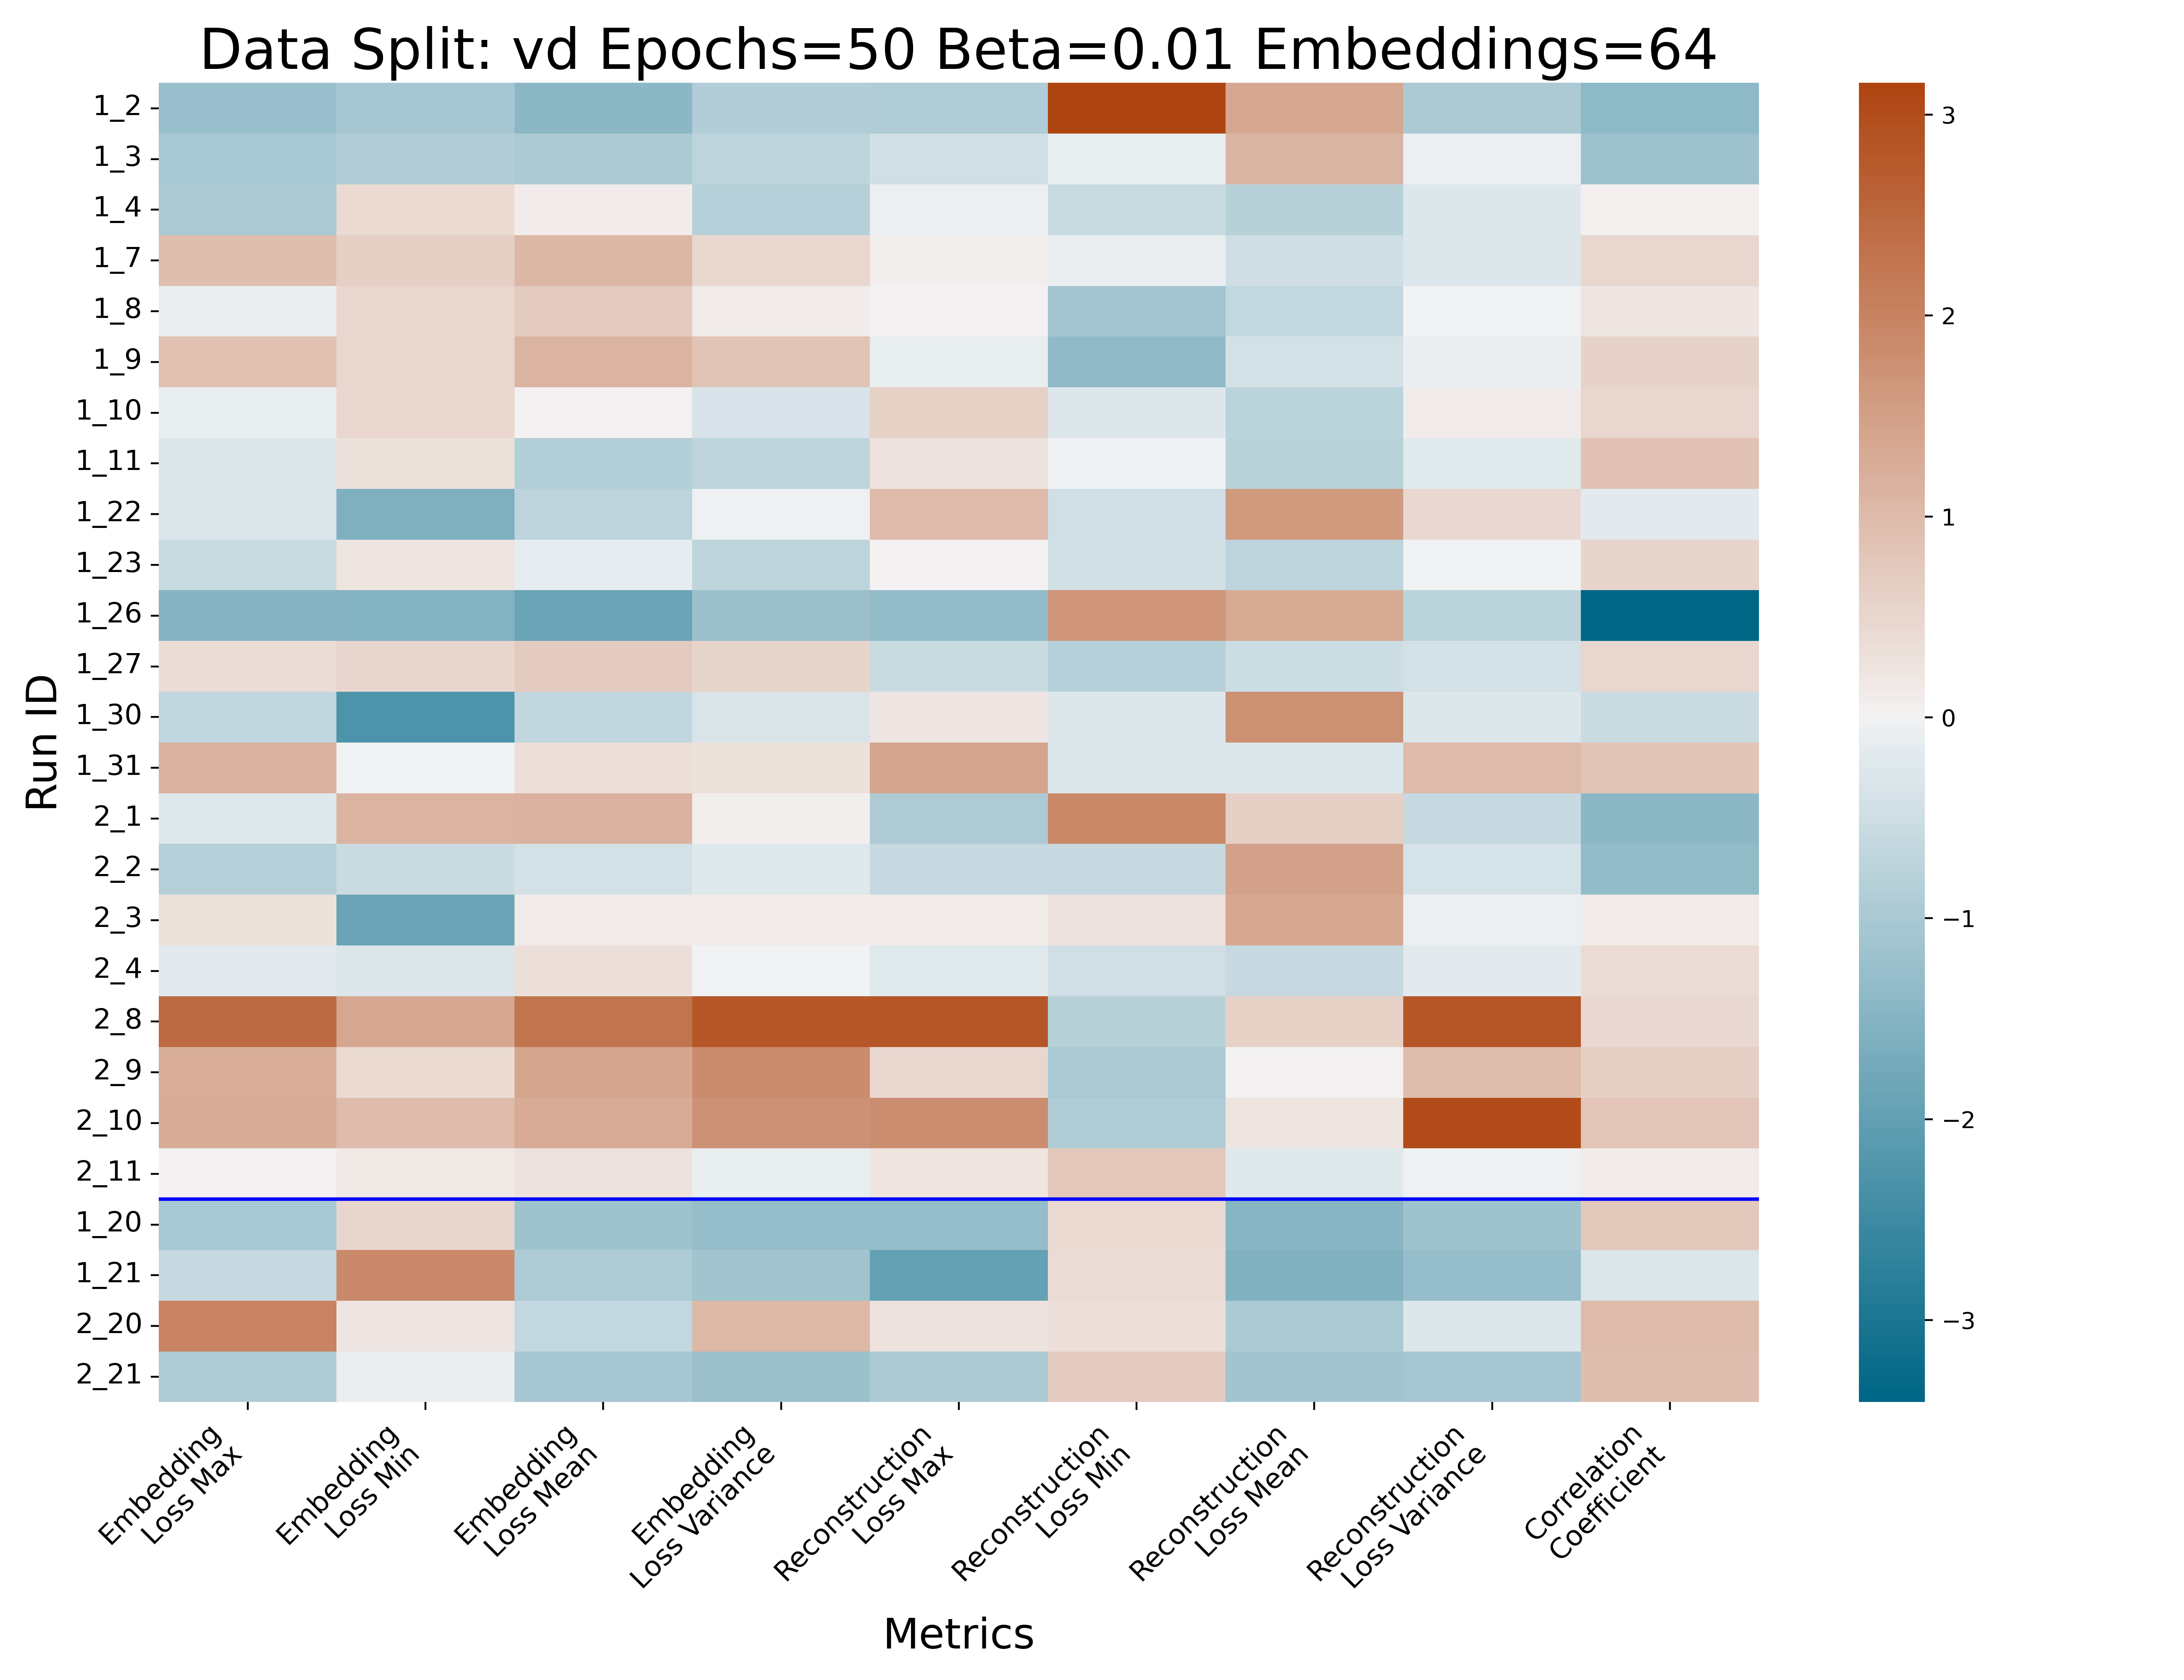 Data Split: vd Epochs=50 Beta=0.01 Embeddings=64
Run ID
1_2
1_3
1_4
1_7
1_8
1_9
1_10
1_11
1_22
1_23
1_26
1_27
1_30
1_31
2_1
2_2
2_3
2_4
2_8
2_9
2_10
2_11
1_20
1_21
2_20
2_21
Embedding
Loss Max
Embedding
Loss Min
Embedding
Loss Mean
Embedding
Loss Variance
Reconstruction
Loss Max
Reconstruction
Loss Min
Reconstruction
Loss Mean
Reconstruction
Loss Variance
Correlation
Coefficient
Metrics
3
2
1
0
−1
−2
−3